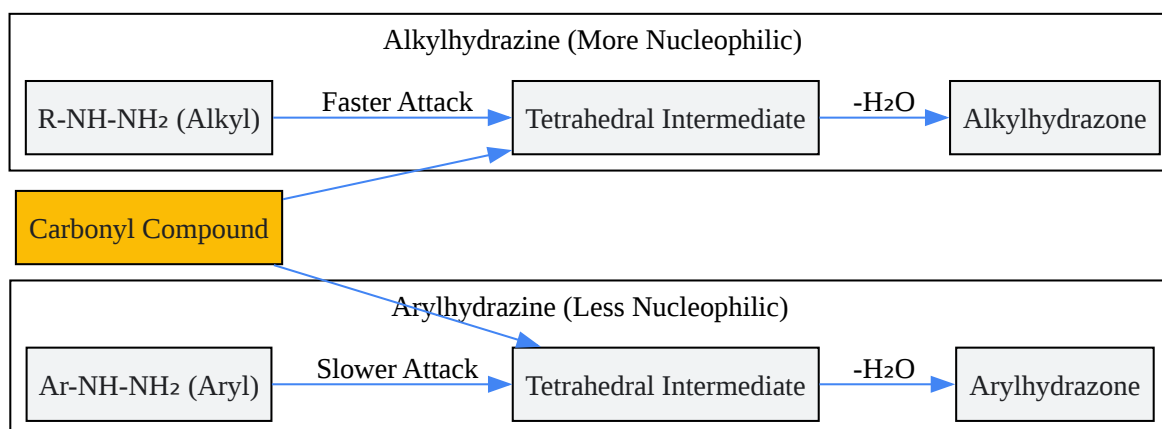 Alkylhydrazine (More Nucleophilic)
R-NH-NH₂ (Alkyl)
Faster Attack
Tetrahedral Intermediate
-H₂O
Alkylhydrazone
Carbonyl Compound
Arylhydrazine (Less Nucleophilic)
Ar-NH-NH₂ (Aryl)
Slower Attack
Tetrahedral Intermediate
-H₂O
Arylhydrazone